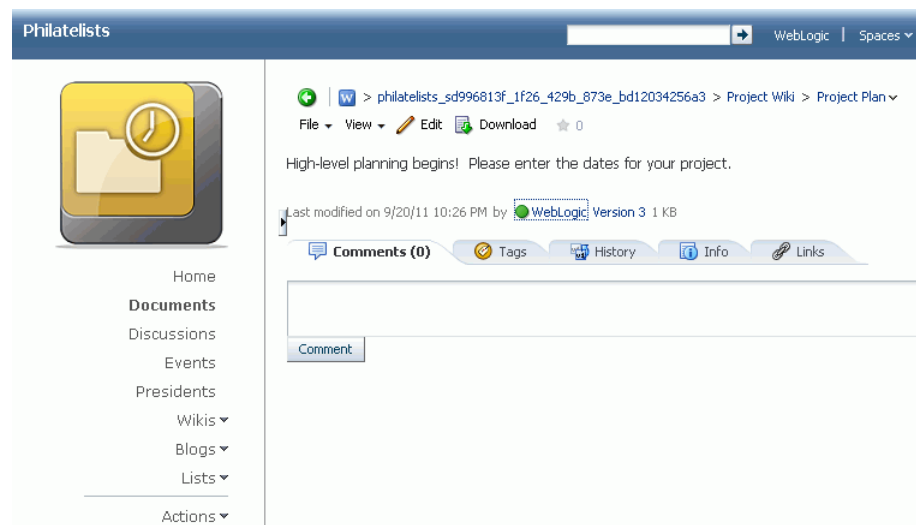 Philatelists
WebLogic | Spaces
W > philatelists_sd996813f_1f26_429b_873e_bd12034256a3 > Project Wiki > Project Plan
File View Edit Download 0
High-level planning begins! Please enter the dates for your project.
Last modified on 9/20/11 10:26 PM by WebLogic Version 3 1 KB
Comments (0) Tags History Info Links
Comment
Home
Documents
Discussions
Events
Presidents
Wikis
Blogs
Lists
Actions